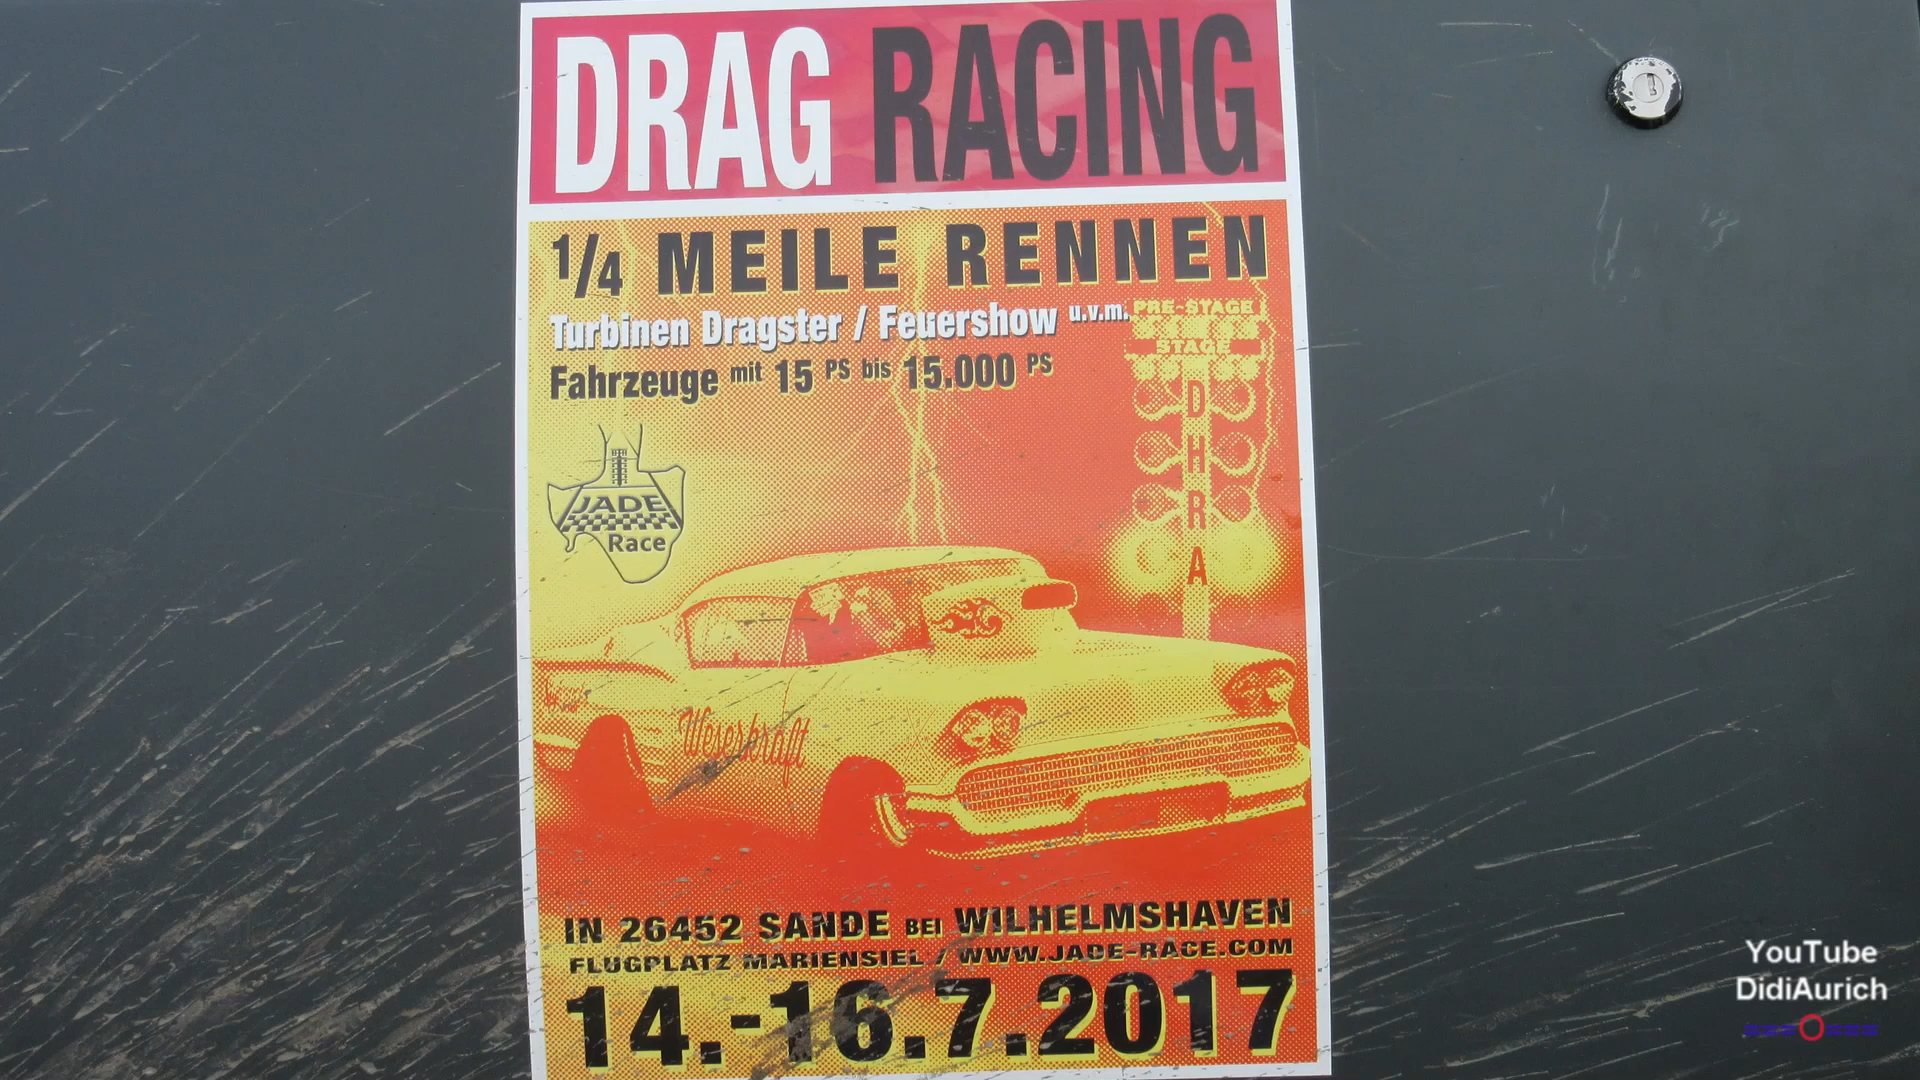 DRAG RACING
1/4 MEILE RENNEN
Turbinen Dragster / Feuershow u.v.m.
Fahrzeuge mit 15 PS bis 15.000 PS
PRE-STAGE
STAGE
D
H
R
A
JADE
Race
Weserkraft
IN 26452 SANDE BEI WILHELMSHAVEN
FLUGPLATZ MARIENSIEL / WWW.JADE-RACE.COM
14.-16.7.2017
YouTube
DidiAurich